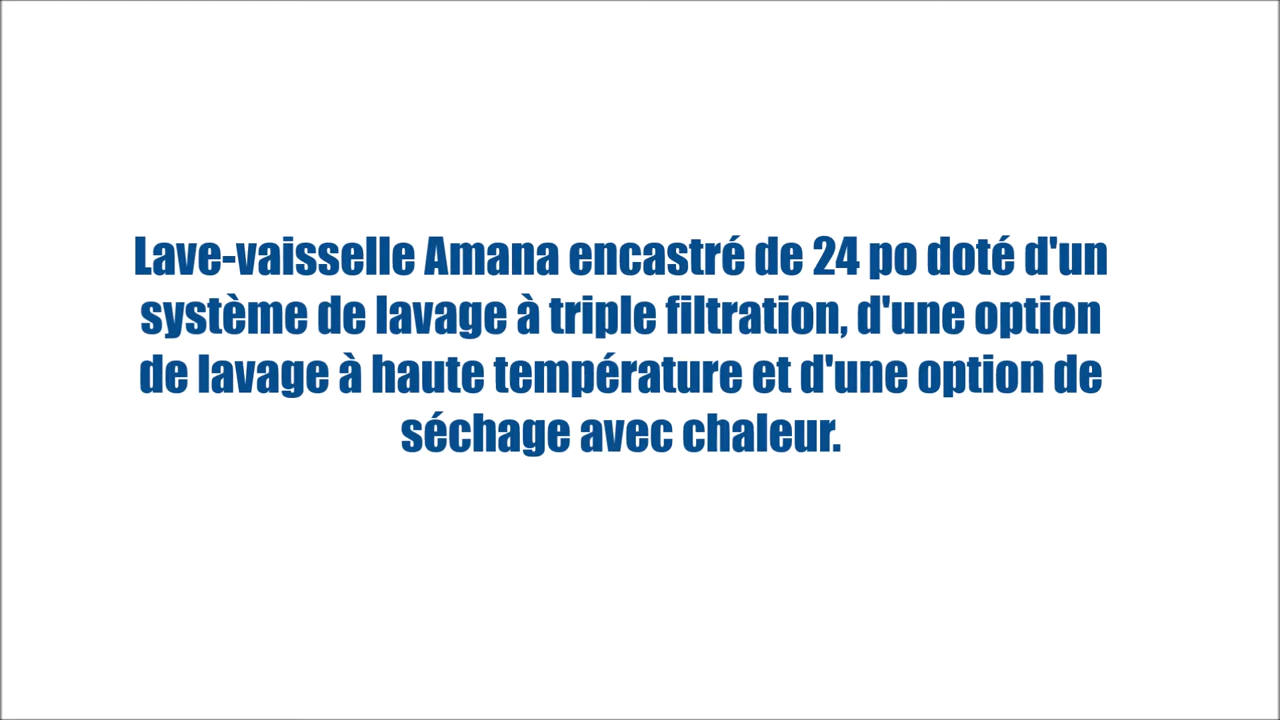 Lave-vaisselle Amana encastré de 24 po doté d'un
système de lavage à triple filtration, d'une option
de lavage à haute température et d'une option de
séchage avec chaleur.